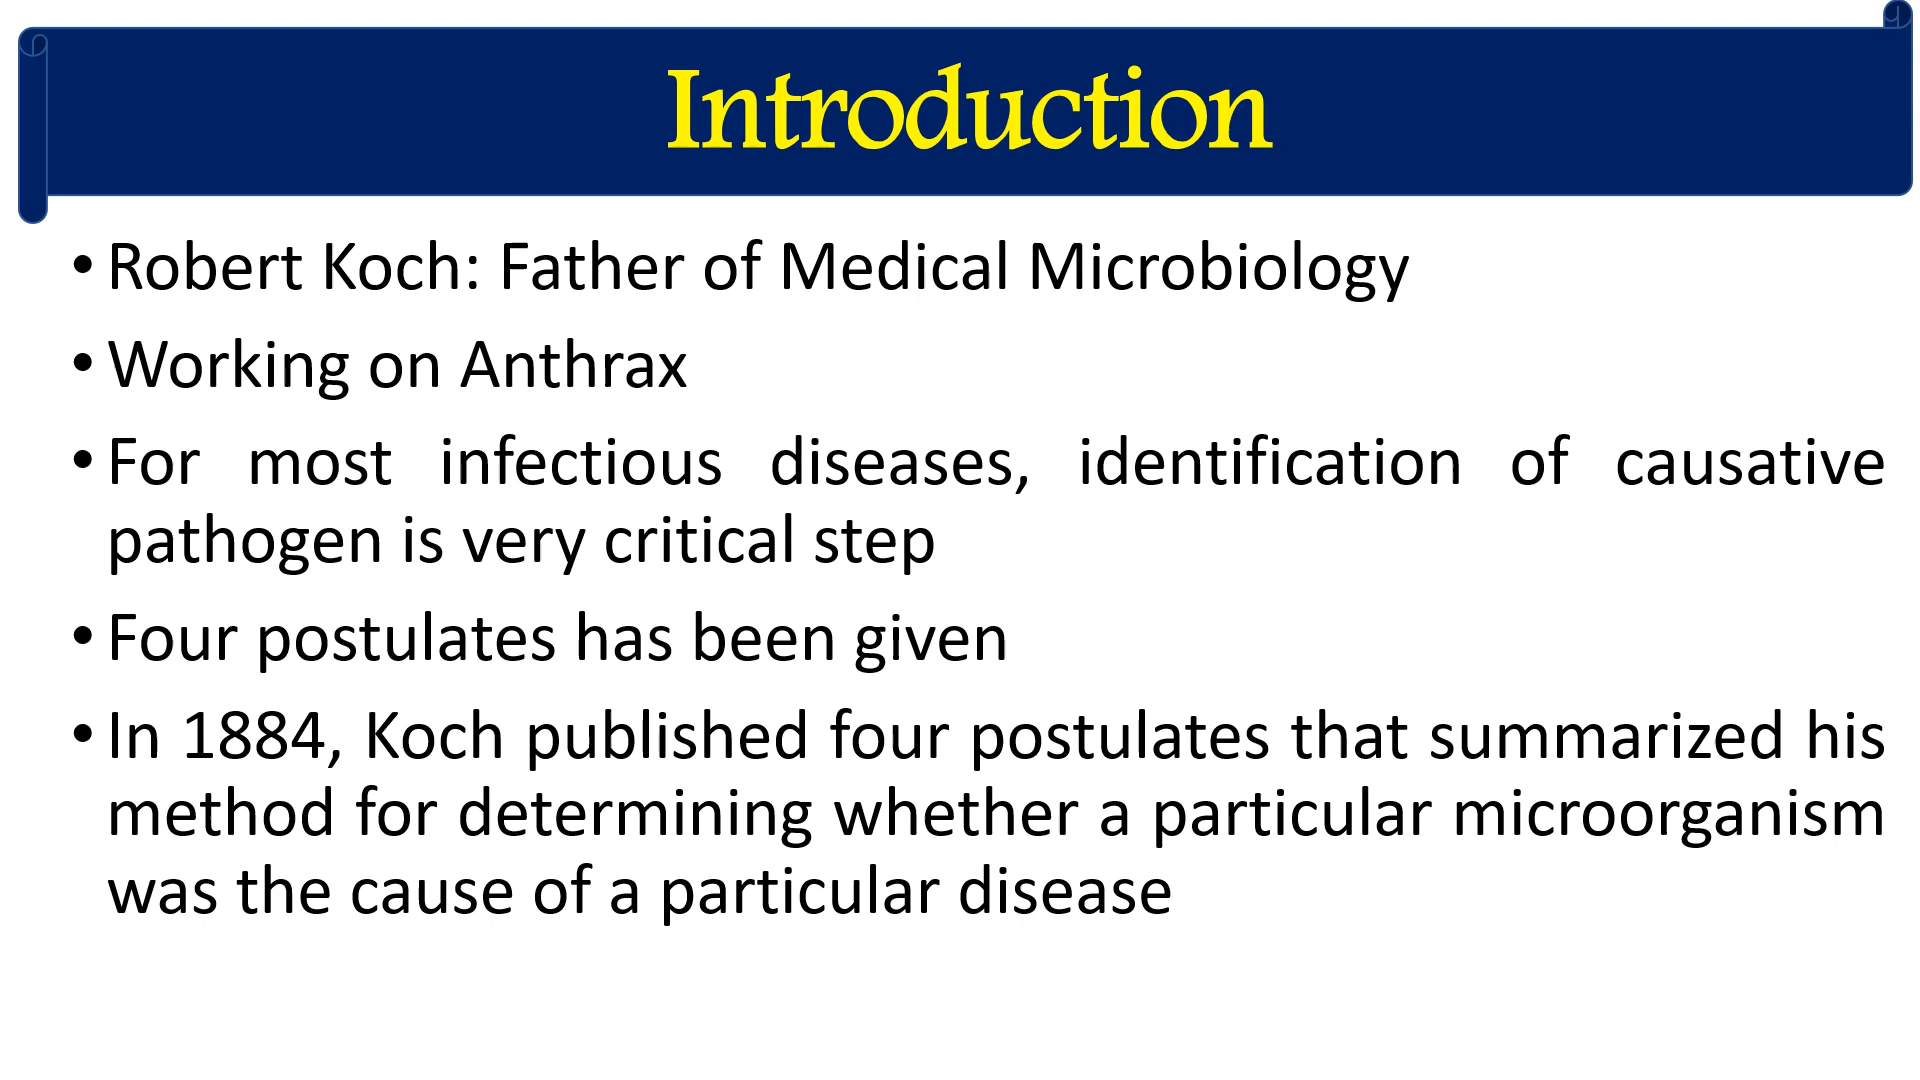 Introduction
• Robert Koch: Father of Medical Microbiology
• Working on Anthrax
• For most infectious diseases, identification of causative
pathogen is very critical step
• Four postulates has been given
• In 1884, Koch published four postulates that summarized his
method for determining whether a particular microorganism
was the cause of a particular disease